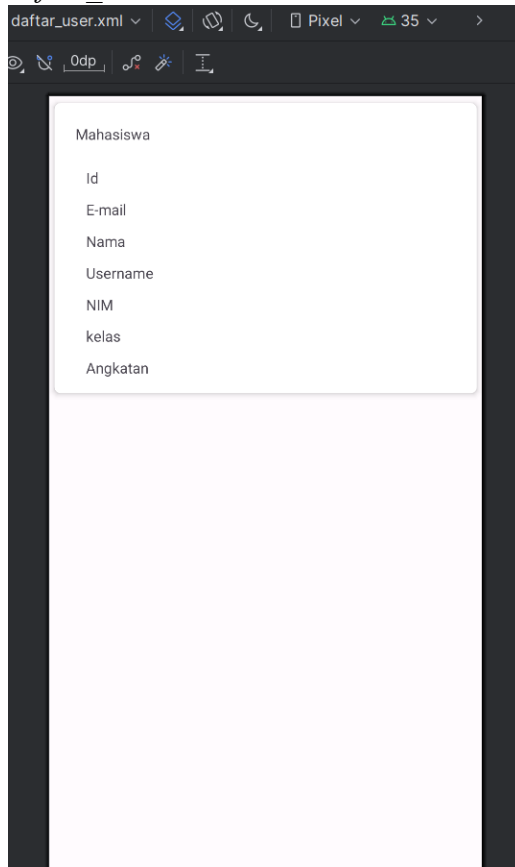 daftar_user.xml Pixel 35
0dp
Mahasiswa
Id
E-mail
Nama
Username
NIM
kelas
Angkatan